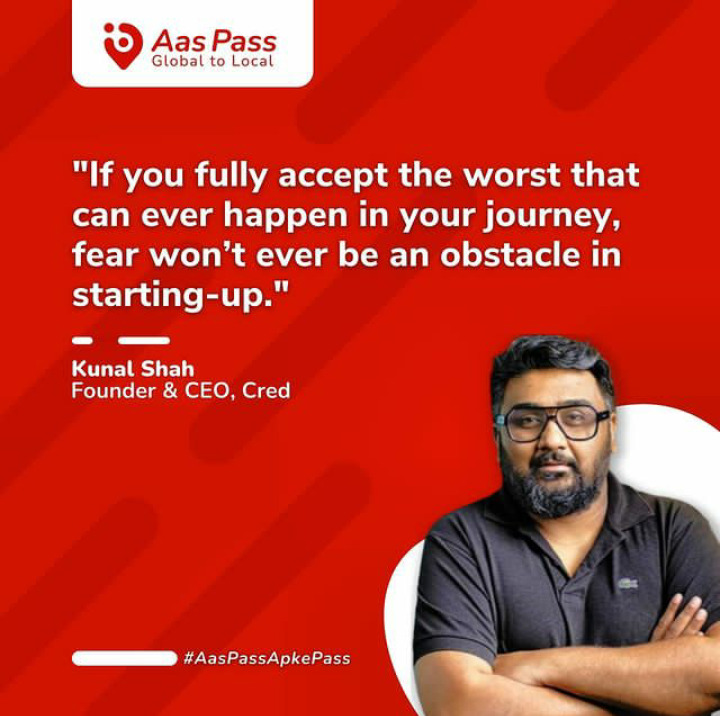 Aas Pass
Global to Local
"If you fully accept the worst that
can ever happen in your journey,
fear won’t ever be an obstacle in
starting-up."
Kunal Shah
Founder & CEO, Cred
#AasPassApkePass